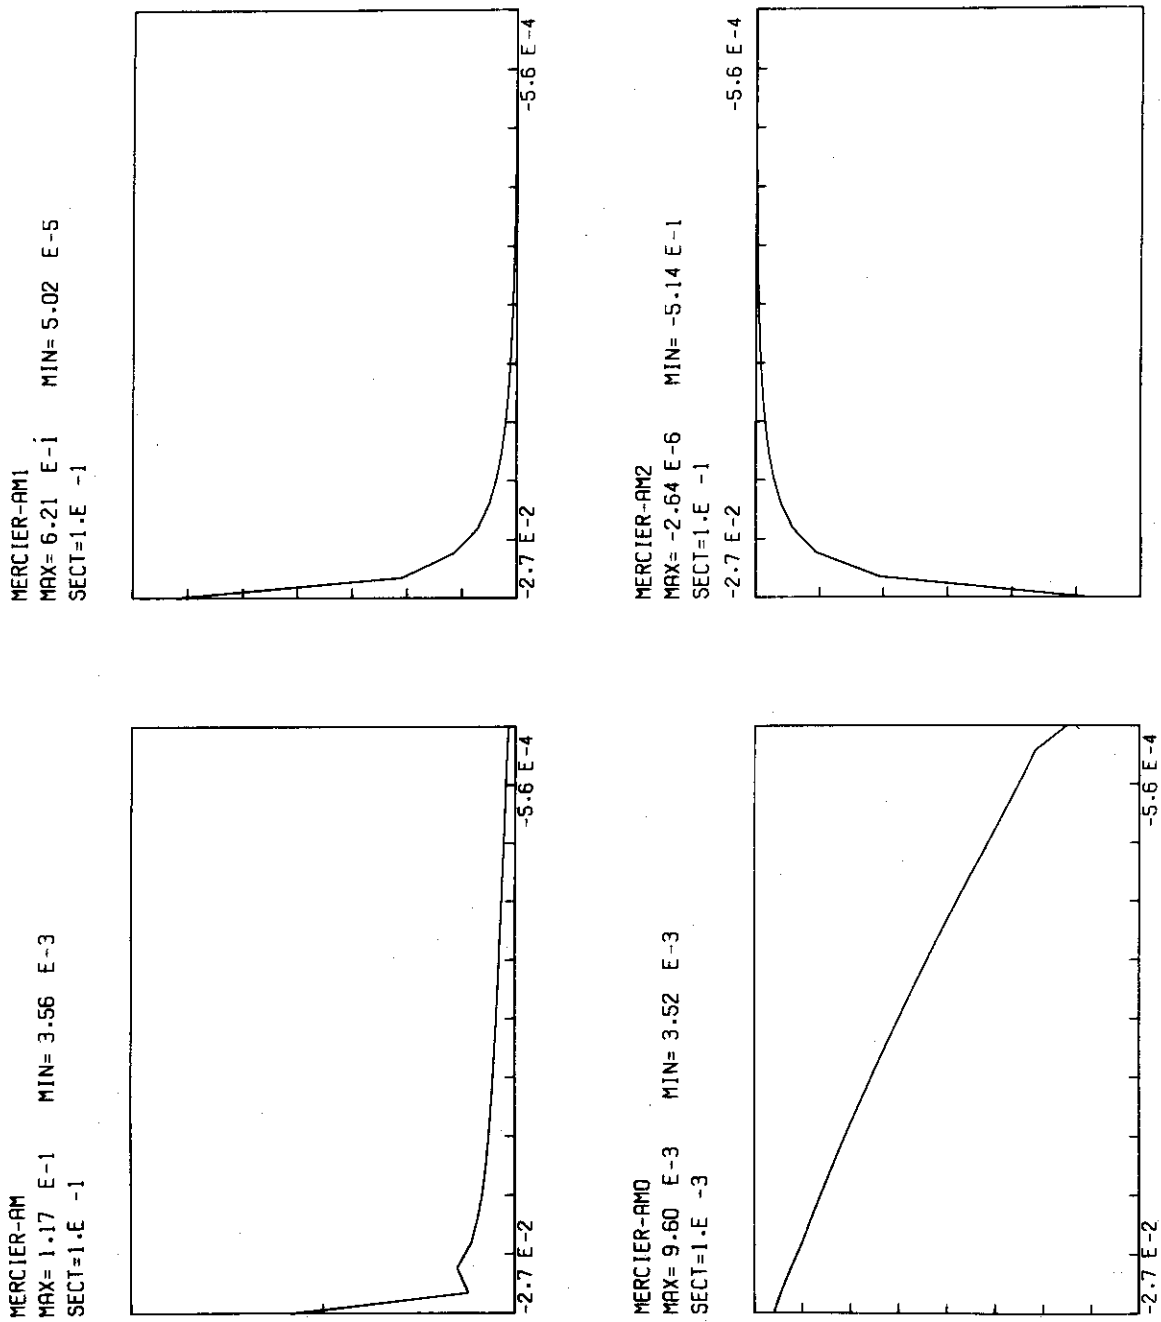 MERCIER-AM
MAX= 1.17 E-1 MIN= 3.56 E-3
SECT=1.E -1
-2.7 E-2
-5.6 E-4
MERCIER-AM1
MAX= 6.21 E-1 MIN= 5.02 E-5
SECT=1.E -1
-2.7 E-2
-5.6 E-4
MERCIER-AM0
MAX= 9.60 E-3 MIN= 3.52 E-3
SECT=1.E -3
-2.7 E-2
-5.6 E-4
MERCIER-AM2
MAX= -2.64 E-6 MIN= -5.14 E-1
SECT=1.E -1
-2.7 E-2
-5.6 E-4